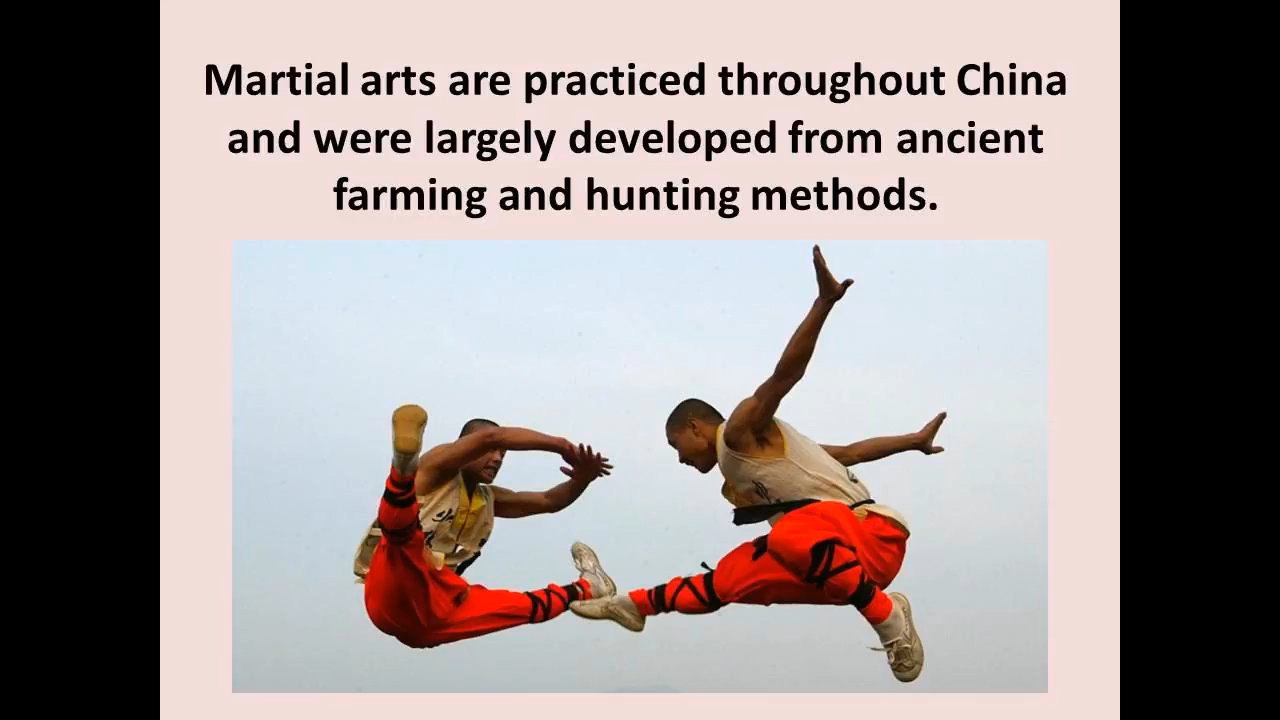 Martial arts are practiced throughout China
and were largely developed from ancient
farming and hunting methods.